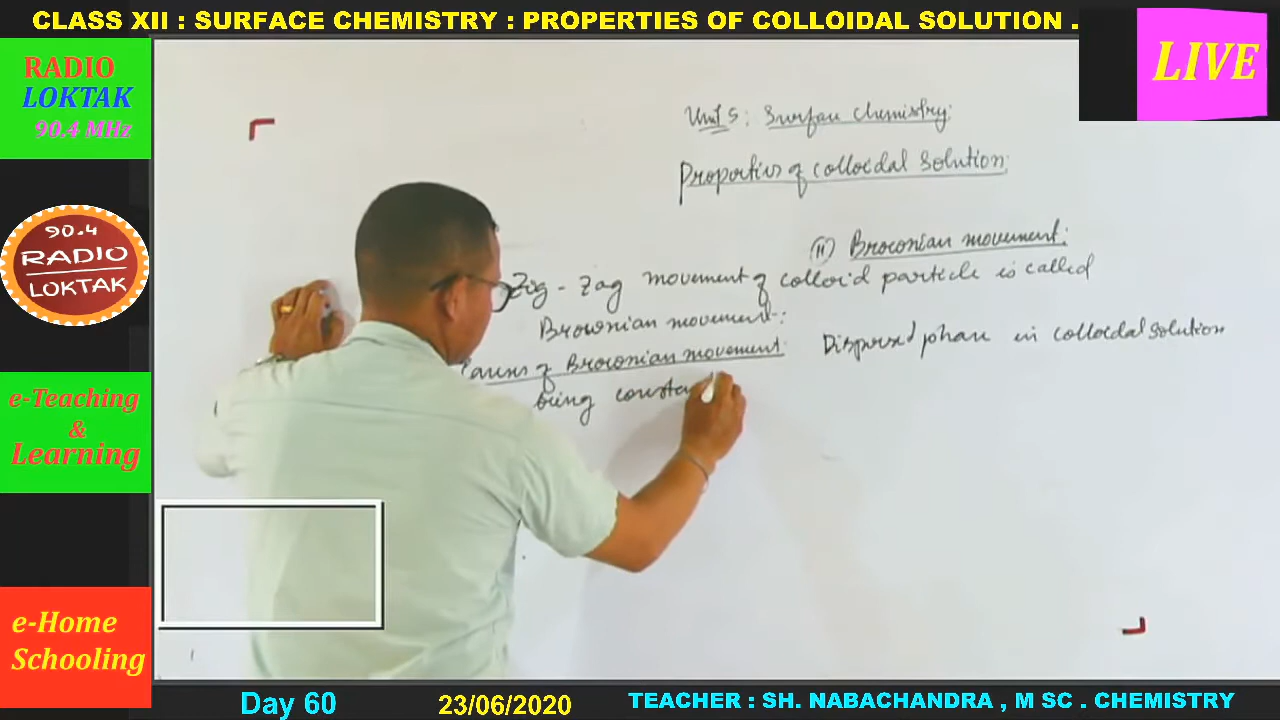 CLASS XII : SURFACE CHEMISTRY : PROPERTIES OF COLLOIDAL SOLUTION .
LIVE
RADIO
LOKTAK
90.4 MHz
90.4
RADIO
LOKTAK
e-Teaching
&
Learning
e-Home
Schooling
Unit 5 : Surface Chemistry:
Properties of colloidal Solution:
(ii) Brownian movement:
Zig - Zag movement of colloid particle is called
Brownian movement:
Causes of Brownian movement: Dispersed phase in colloidal solution
being consta
Day 60
23/06/2020
TEACHER : SH. NABACHANDRA , M SC . CHEMISTRY